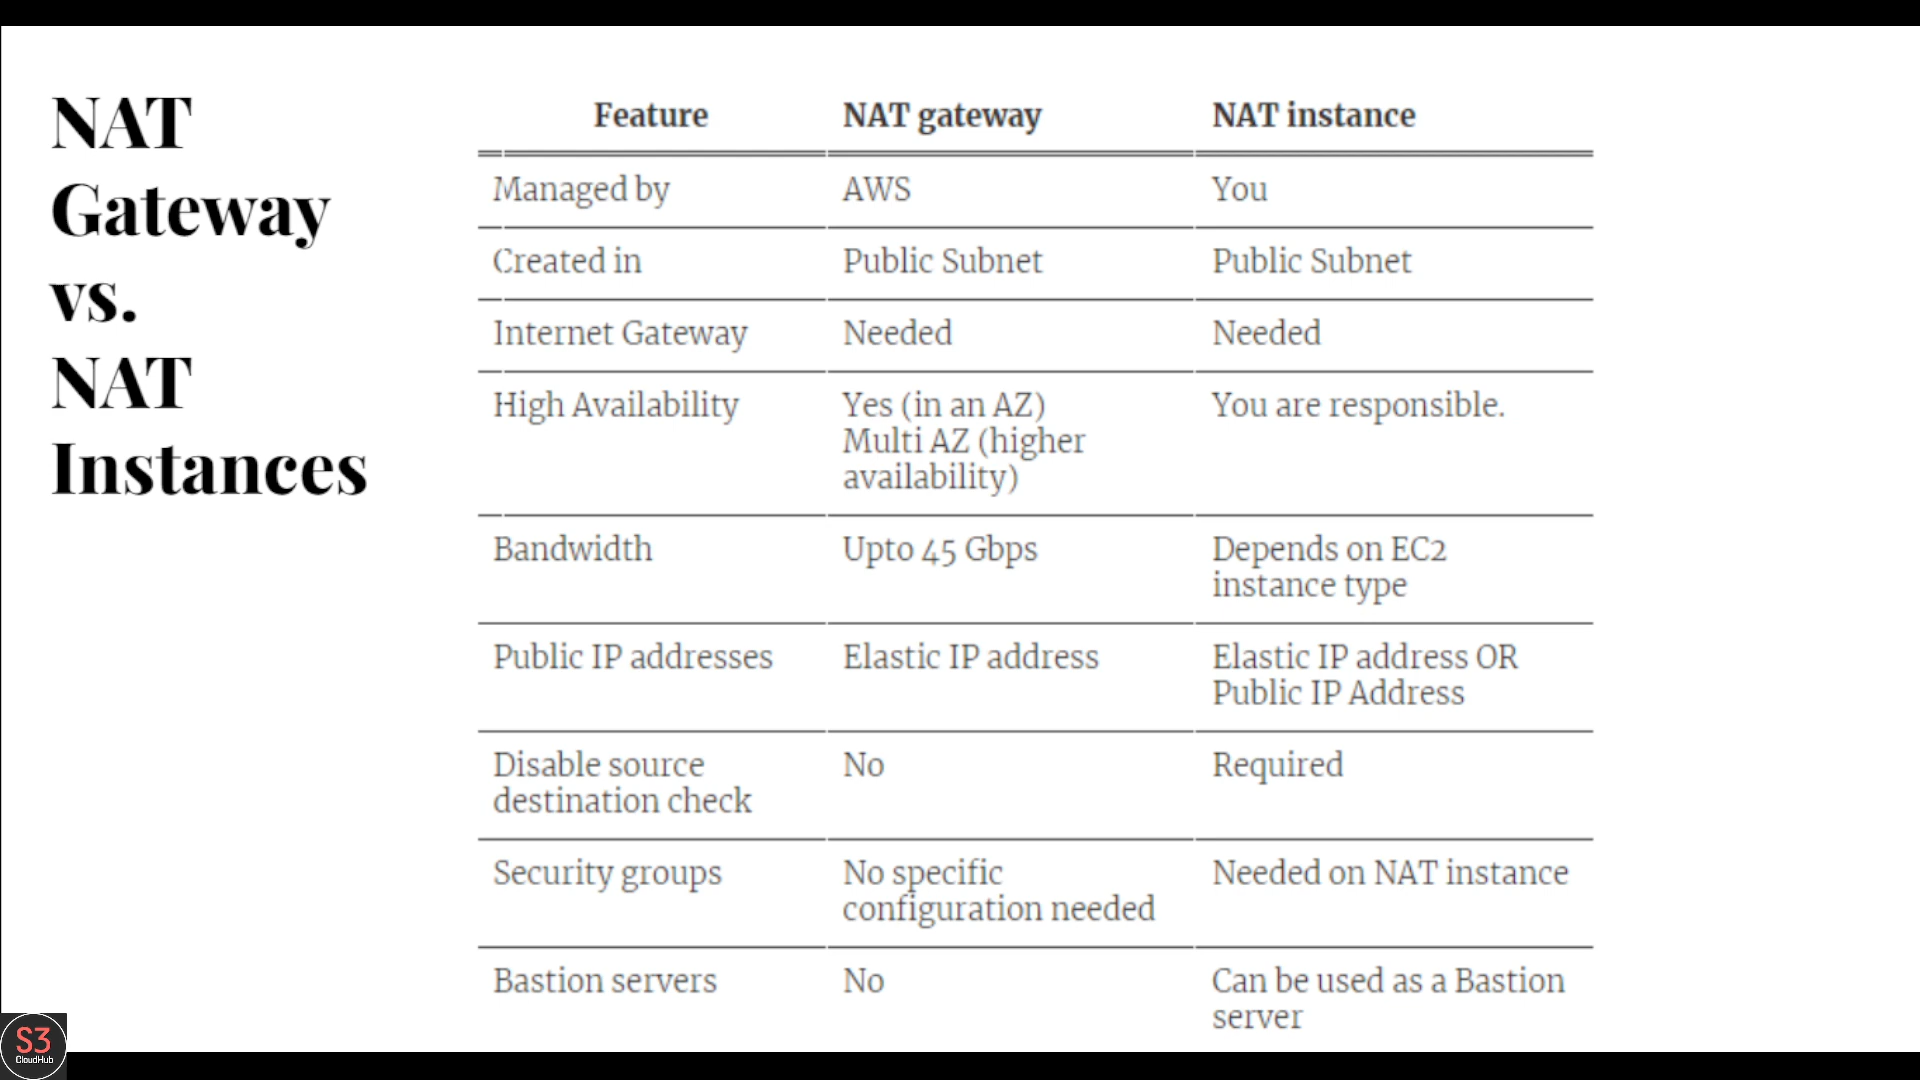 NAT
Gateway
vs.
NAT
Instances
Feature NAT gateway NAT instance
Managed by AWS You
Created in Public Subnet Public Subnet
Internet Gateway Needed Needed
High Availability Yes (in an AZ) You are responsible.
Multi AZ (higher
availability)
Bandwidth Upto 45 Gbps Depends on EC2
instance type
Public IP addresses Elastic IP address Elastic IP address OR
Public IP Address
Disable source No Required
destination check
Security groups No specific Needed on NAT instance
configuration needed
Bastion servers No Can be used as a Bastion
server
S3
CloudHub